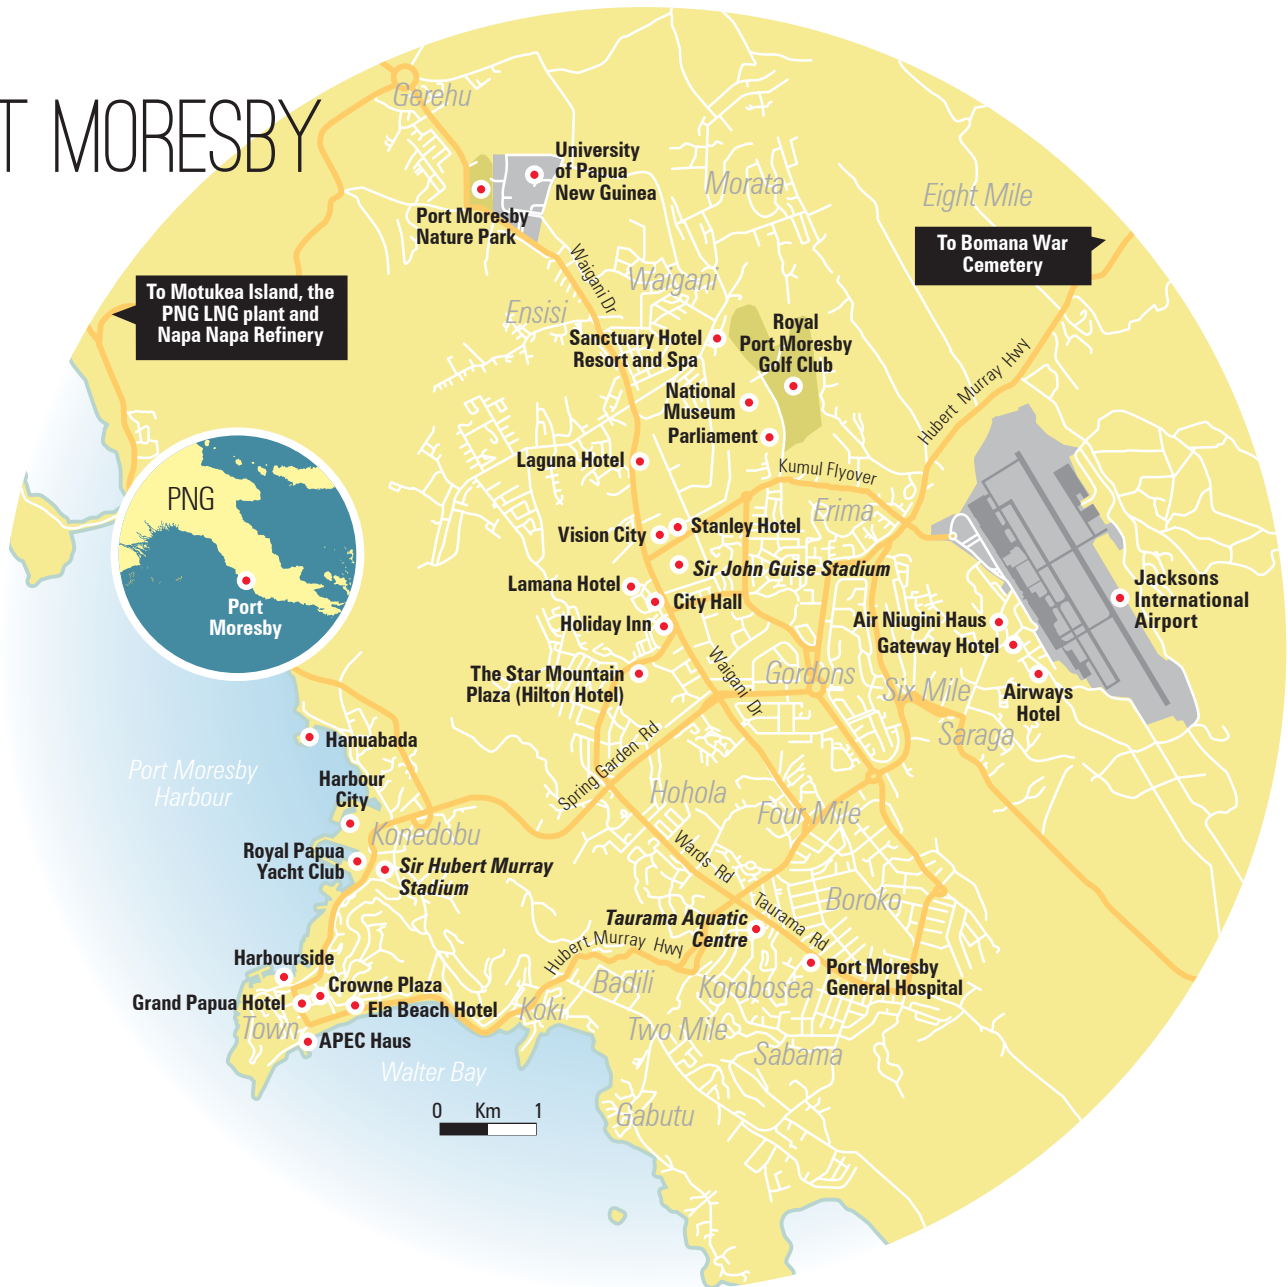 T MORESBY
Gerehu
University
of Papua
New Guinea
Port Moresby
Nature Park
Morata
Eight Mile
To Bomana War
Cemetery
Waigani Dr
Waigani
To Motukea Island, the
PNG LNG plant and
Napa Napa Refinery
Ensisi
Sanctuary Hotel
Resort and Spa
Royal
Port Moresby
Golf Club
National
Museum
Parliament
Hubert Murray Hwy
Laguna Hotel
Kumul Flyover
Erima
PNG
Port
Moresby
Vision City
Stanley Hotel
Sir John Guise Stadium
Lamana Hotel
City Hall
Holiday Inn
Jacksons
International
Airport
Air Niugini Haus
Gateway Hotel
Airways
Hotel
The Star Mountain
Plaza (Hilton Hotel)
Waigani Dr
Gordons
Six Mile
Saraga
Hanuabada
Spring Garden Rd
Port Moresby
Harbour
Harbour
City
Hohola
Four Mile
Konedobu
Royal Papua
Yacht Club
Sir Hubert Murray
Stadium
Wards Rd
Boroko
Taurama Aquatic
Centre
Taurama Rd
Hubert Murray Hwy
Harbourside
Crowne Plaza
Grand Papua Hotel
Ela Beach Hotel
Badili
Korobosea
Port Moresby
General Hospital
Koki
Town
APEC Haus
Two Mile
Sabama
Walter Bay
0 Km 1
Gabutu